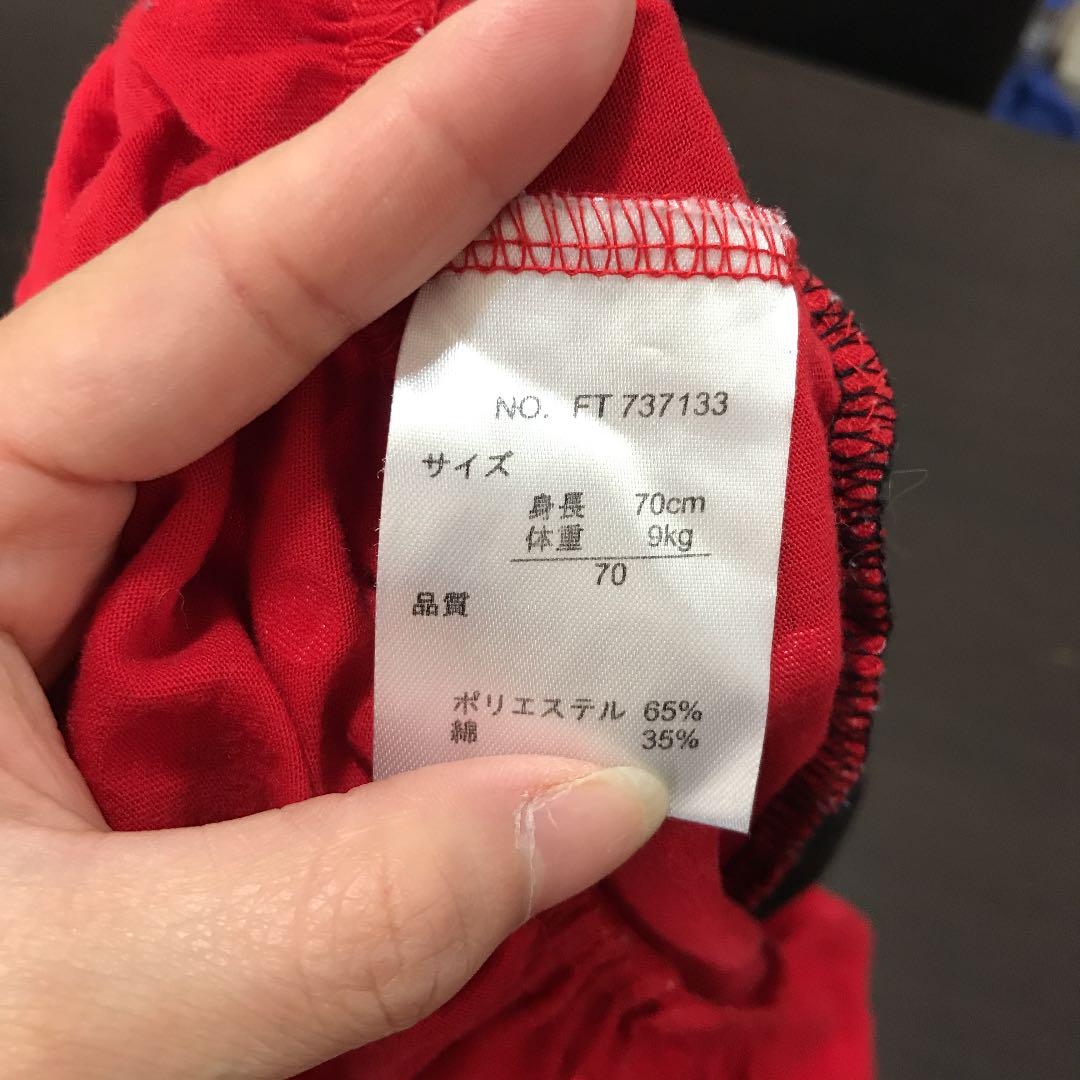 NO. FT 737133
サイズ
身長 70cm
体重 9kg
70
品質
ポリエステル 65%
綿 35%